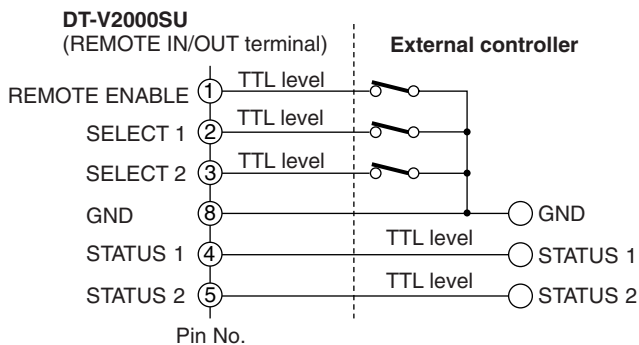 DT-V2000SU
(REMOTE IN/OUT terminal)
External controller
REMOTE ENABLE 1 TTL level
SELECT 1 2 TTL level
SELECT 2 3 TTL level
GND 8 GND
STATUS 1 4 TTL level STATUS 1
STATUS 2 5 TTL level STATUS 2
Pin No.